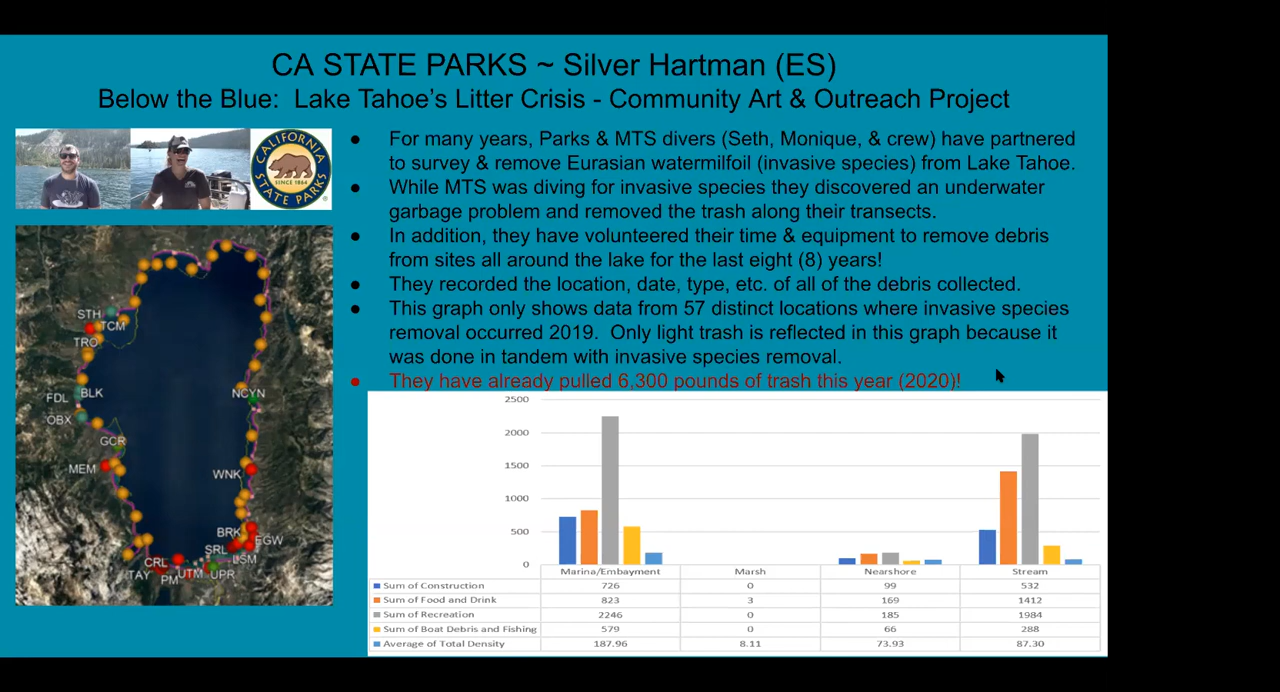 CA STATE PARKS ~ Silver Hartman (ES)
Below the Blue: Lake Tahoe's Litter Crisis - Community Art & Outreach Project
CALIFORNIA
SINCE 1864
STATE PARKS
● For many years, Parks & MTS divers (Seth, Monique, & crew) have partnered
to survey & remove Eurasian watermilfoil (invasive species) from Lake Tahoe.
● While MTS was diving for invasive species they discovered an underwater
garbage problem and removed the trash along their transects.
● In addition, they have volunteered their time & equipment to remove debris
from sites all around the lake for the last eight (8) years!
● They recorded the location, date, type, etc. of all of the debris collected.
● This graph only shows data from 57 distinct locations where invasive species
removal occurred 2019. Only light trash is reflected in this graph because it
was done in tandem with invasive species removal.
● They have already pulled 6,300 pounds of trash this year (2020)!
STH
TCM
TRO
FDL BLK
NCYN
OBX
GCR
MEM
WNK
BRK
EGW
SRL
LSM
CRL
TAY PM UTM UPR
2500
2000
1500
1000
500
0
Marina/Embayment Marsh Nearshore Stream
Sum of Construction 726 0 99 532
Sum of Food and Drink 823 3 169 1412
Sum of Recreation 2246 0 185 1984
Sum of Boat Debris and Fishing 579 0 66 288
Average of Total Density 187.96 8.11 73.93 87.30